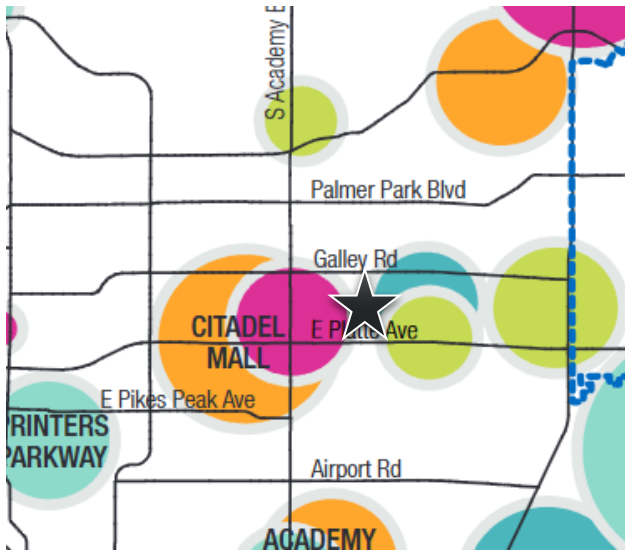 S Academy B
Palmer Park Blvd
Galley Rd
CITADEL
MALL
E Platte Ave
E Pikes Peak Ave
PRINTERS
PARKWAY
Airport Rd
ACADEMY